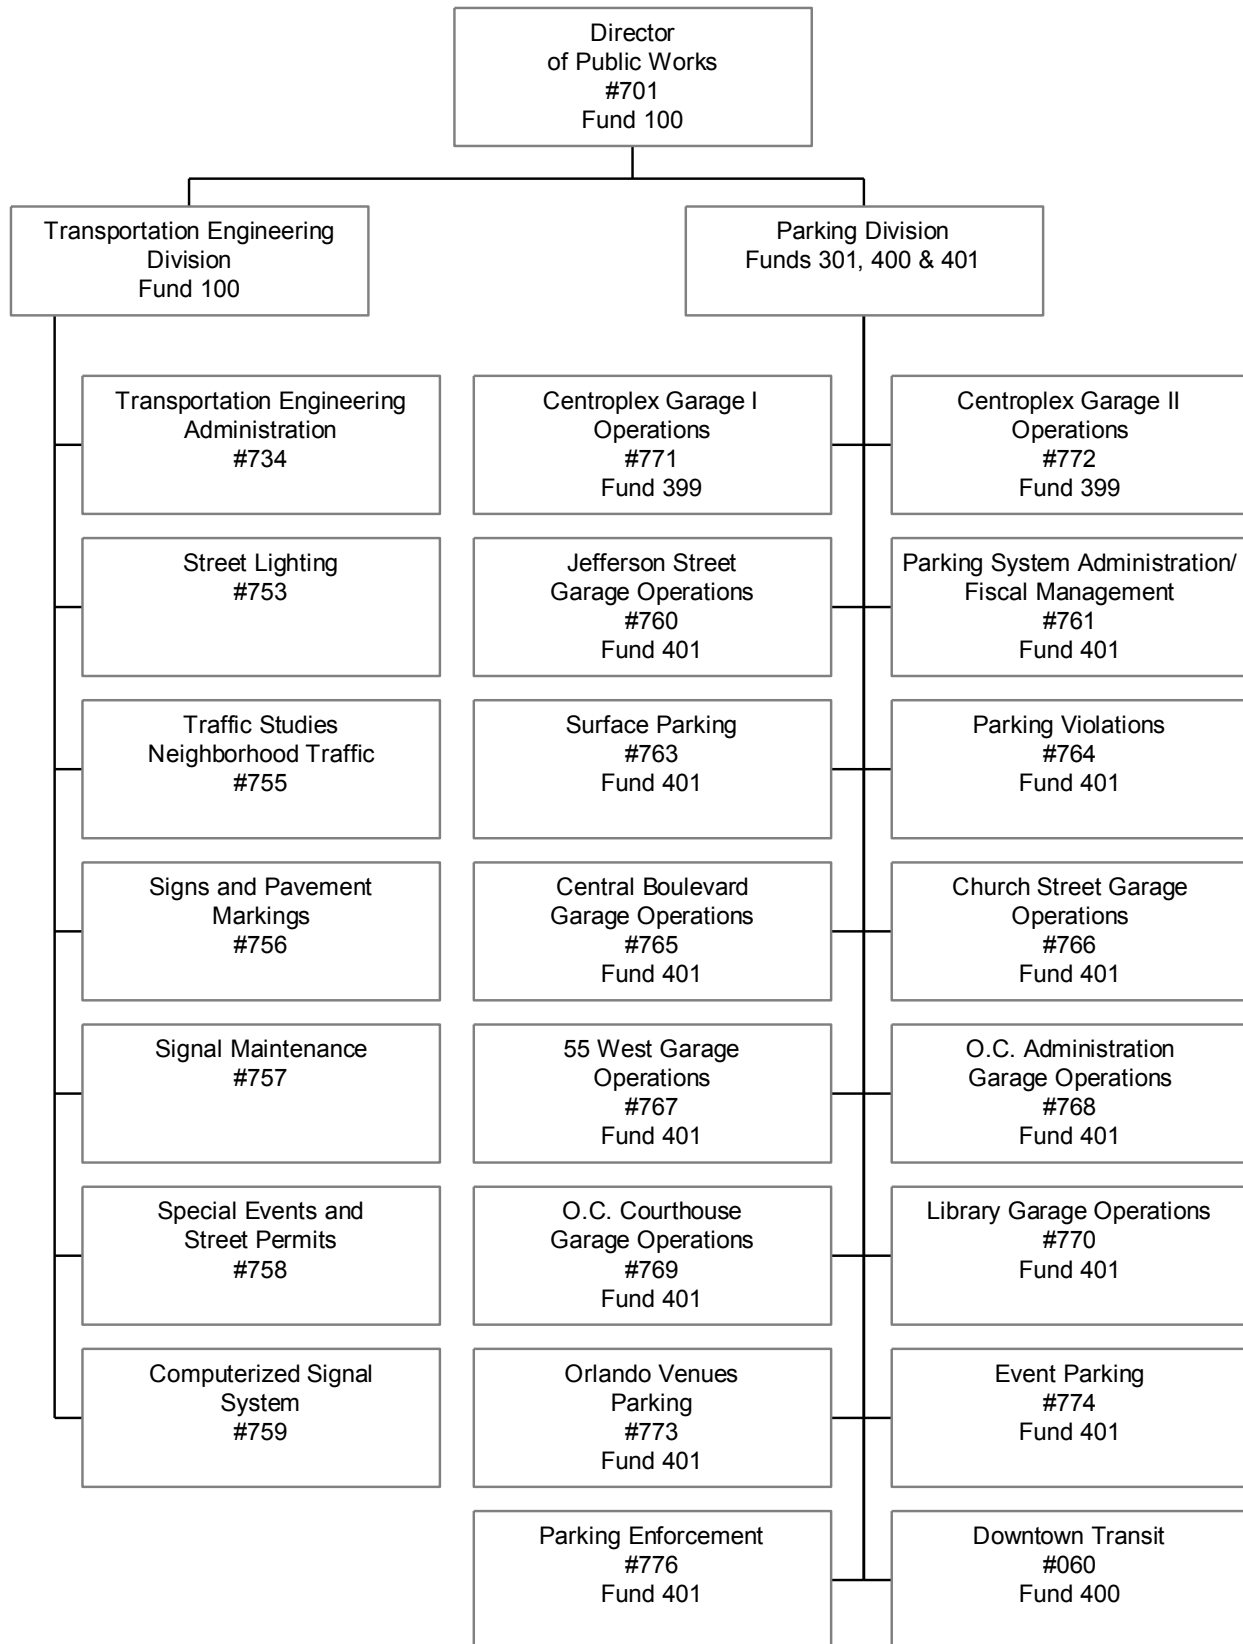 Director
of Public Works
#701
Fund 100
Transportation Engineering
Division
Fund 100
Parking Division
Funds 301, 400 & 401
Transportation Engineering
Administration
#734
Centroplex Garage I
Operations
#771
Fund 399
Centroplex Garage II
Operations
#772
Fund 399
Street Lighting
#753
Jefferson Street
Garage Operations
#760
Fund 401
Parking System Administration/
Fiscal Management
#761
Fund 401
Traffic Studies
Neighborhood Traffic
#755
Surface Parking
#763
Fund 401
Parking Violations
#764
Fund 401
Signs and Pavement
Markings
#756
Central Boulevard
Garage Operations
#765
Fund 401
Church Street Garage
Operations
#766
Fund 401
Signal Maintenance
#757
55 West Garage
Operations
#767
Fund 401
O.C. Administration
Garage Operations
#768
Fund 401
Special Events and
Street Permits
#758
O.C. Courthouse
Garage Operations
#769
Fund 401
Library Garage Operations
#770
Fund 401
Computerized Signal
System
#759
Orlando Venues
Parking
#773
Fund 401
Event Parking
#774
Fund 401
Parking Enforcement
#776
Fund 401
Downtown Transit
#060
Fund 400